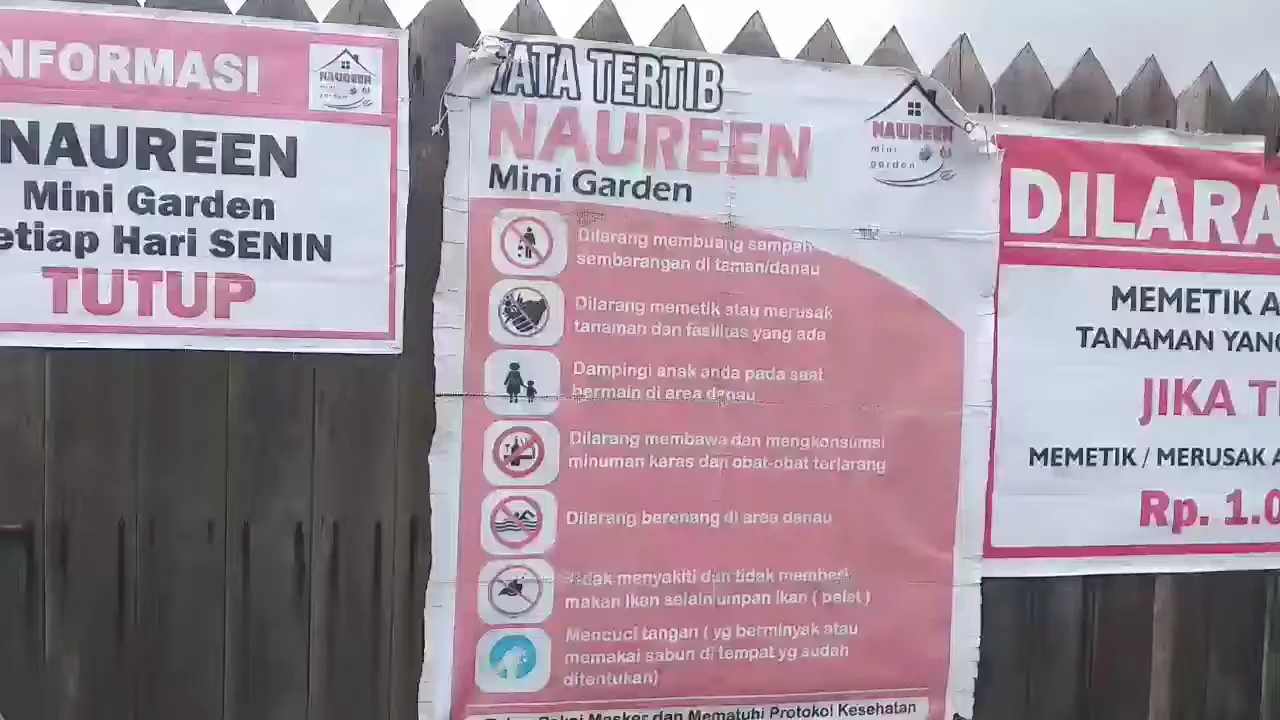 NFORMASI
NAUREEN
mini
garden
NAUREEN
Mini Garden
etiap Hari SENIN
TUTUP
TATA TERTIB
NAUREEN
Mini Garden
NAUREEN
mini
garden
Dilarang membuang sampah
sembarangan di taman/danau
Dilarang memetik atau merusak
tanaman dan fasilitas yang ada
Dampingi anak anda pada saat
bermain di area danau
Dilarang membawa dan mengkonsumsi
minuman keras dan obat-obat terlarang
Dilarang berenang di area danau
Tidak menyakiti dan tidak memberi
makan ikan selain umpan ikan ( pelet )
Mencuci tangan ( yg berminyak atau
memakai sabun di tempat yg sudah
ditentukan)
Pakai Masker dan Mematuhi Protokol Kesehatan
DILARA
MEMETIK A
TANAMAN YANG
JIKA T
MEMETIK / MERUSAK A
Rp. 1.0